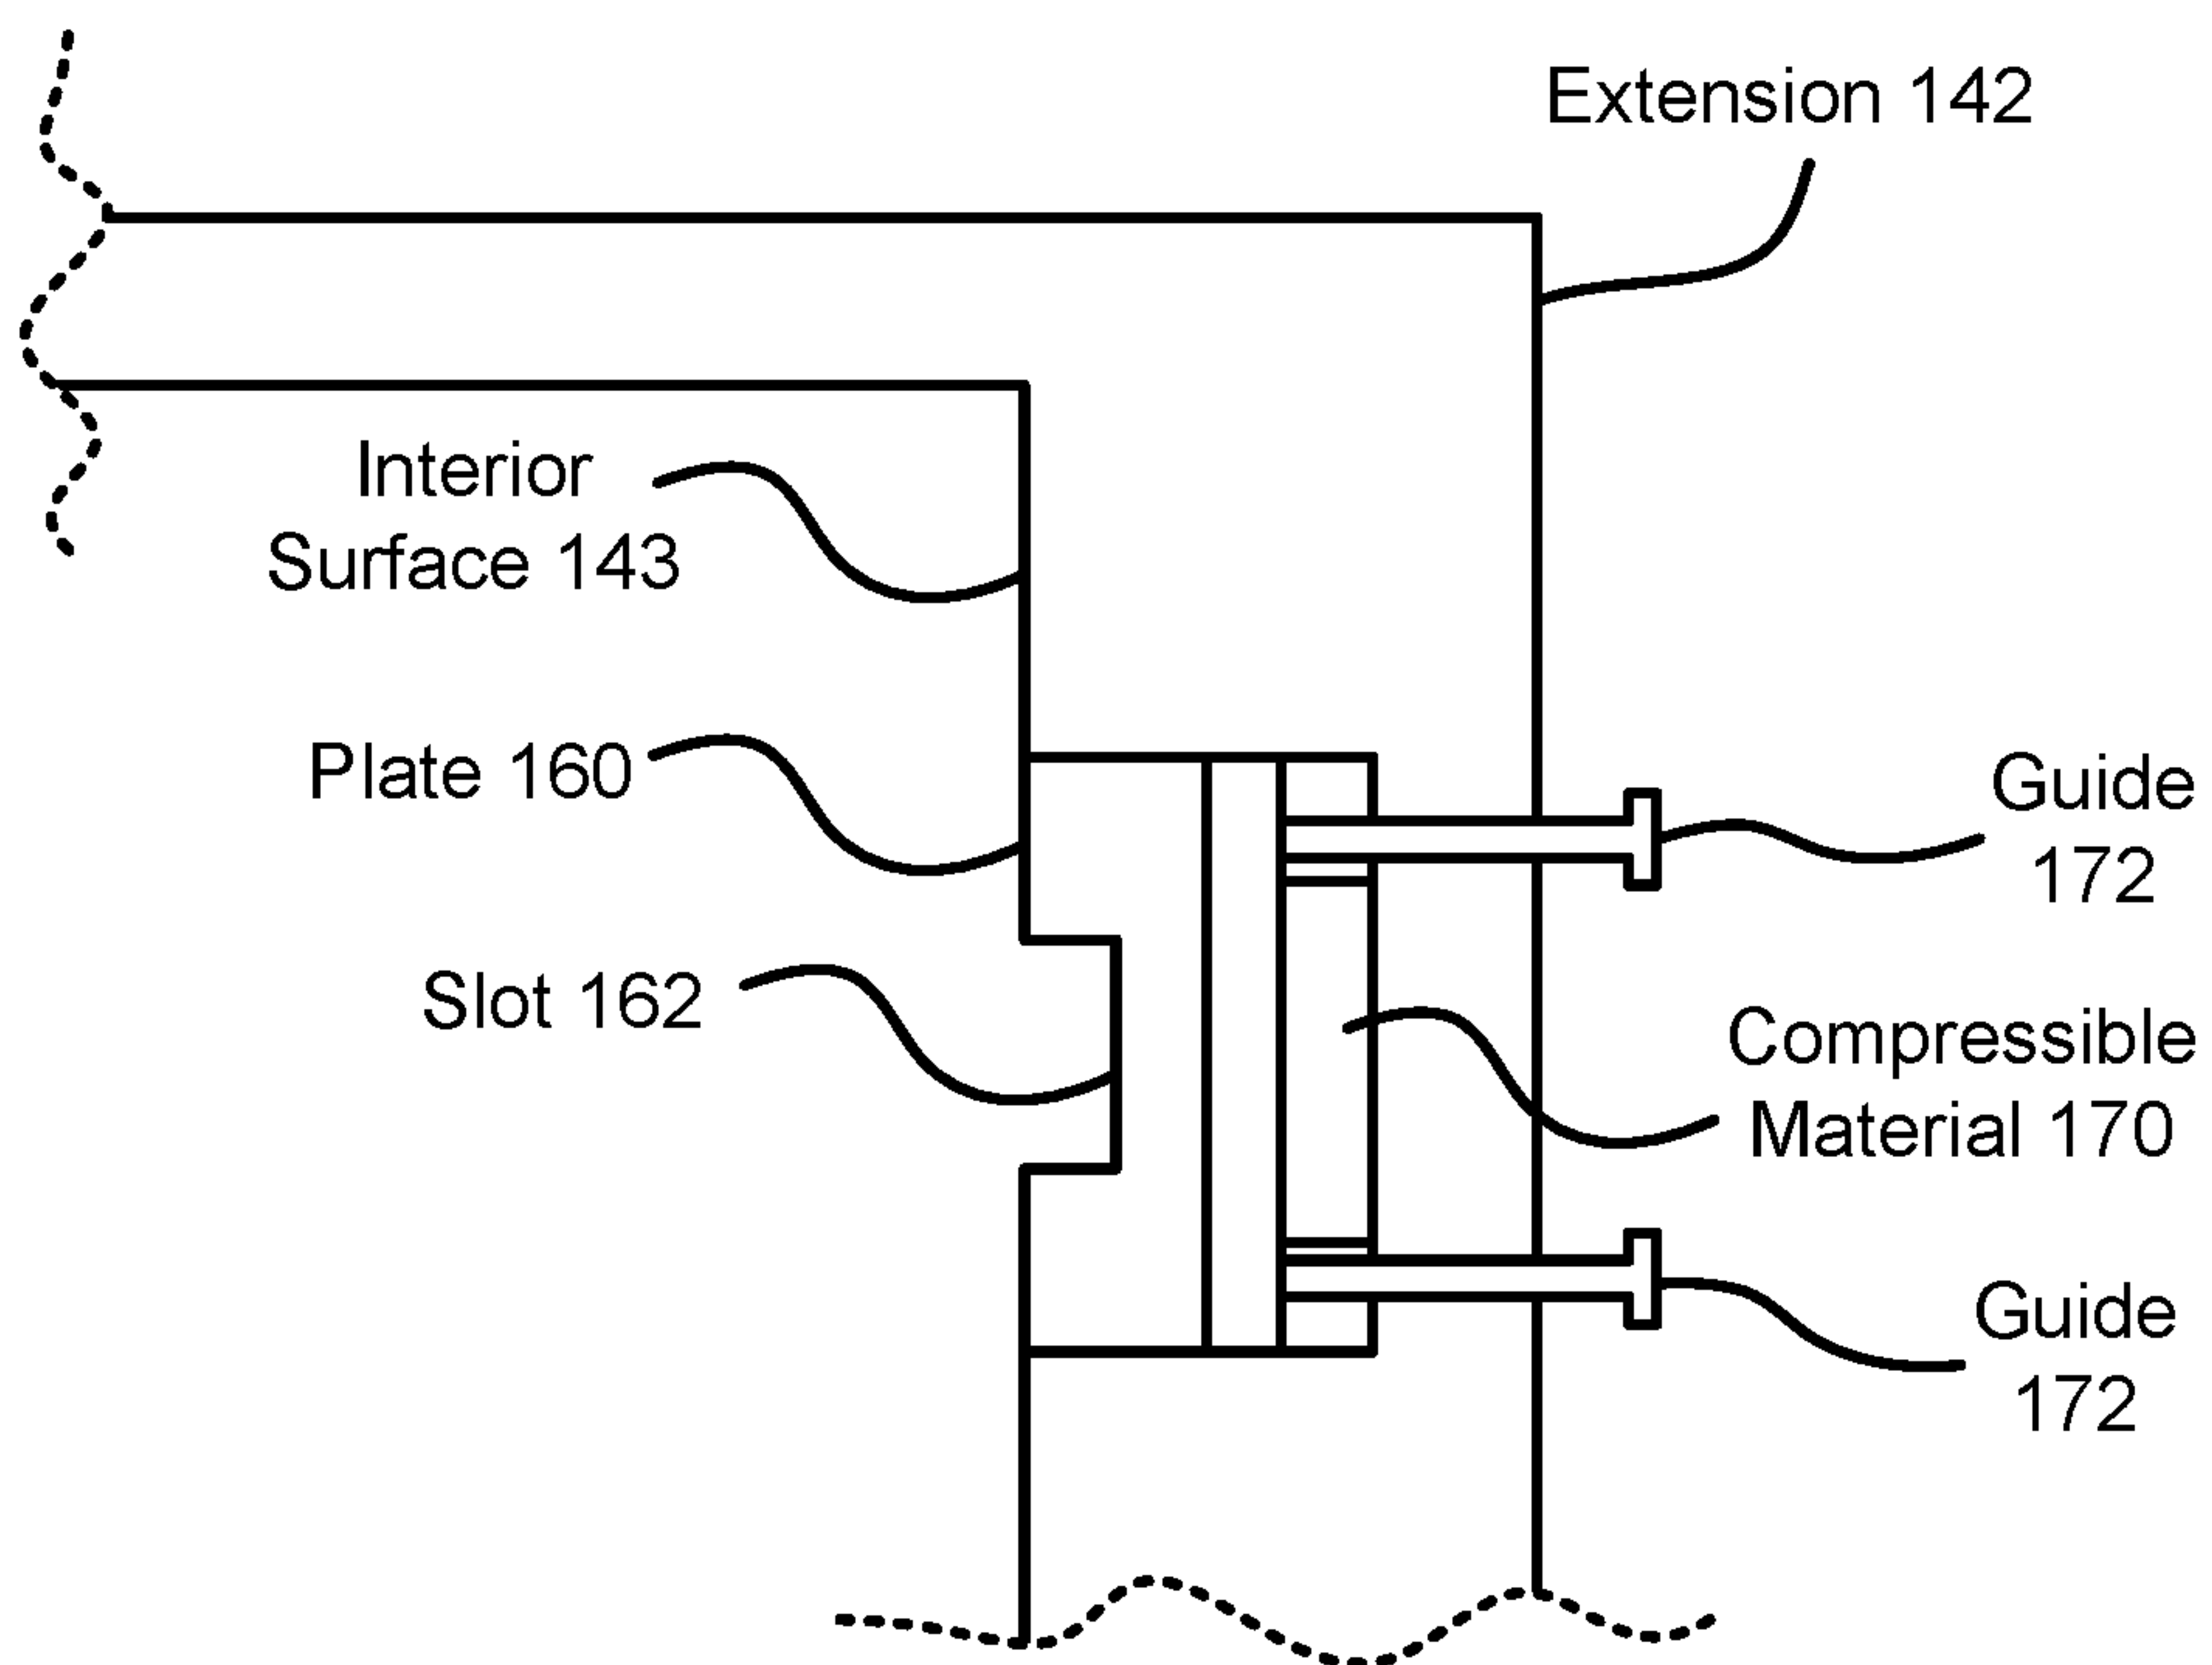 Extension 142
Interior
Surface 143
Plate 160
Guide
172
Slot 162
Compressible
Material 170
Guide
172